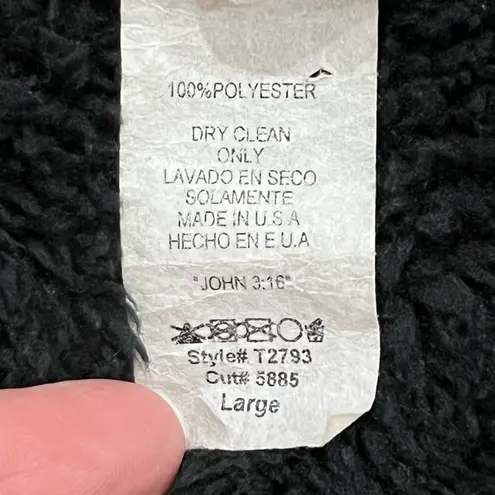 100%POLYESTER
DRY CLEAN
ONLY
LAVADO EN SECO
SOLAMENTE
MADE IN U.S.A
HECHO EN E.U.A
"JOHN 3:16"
Style# T2793
Cut# 5885
Large